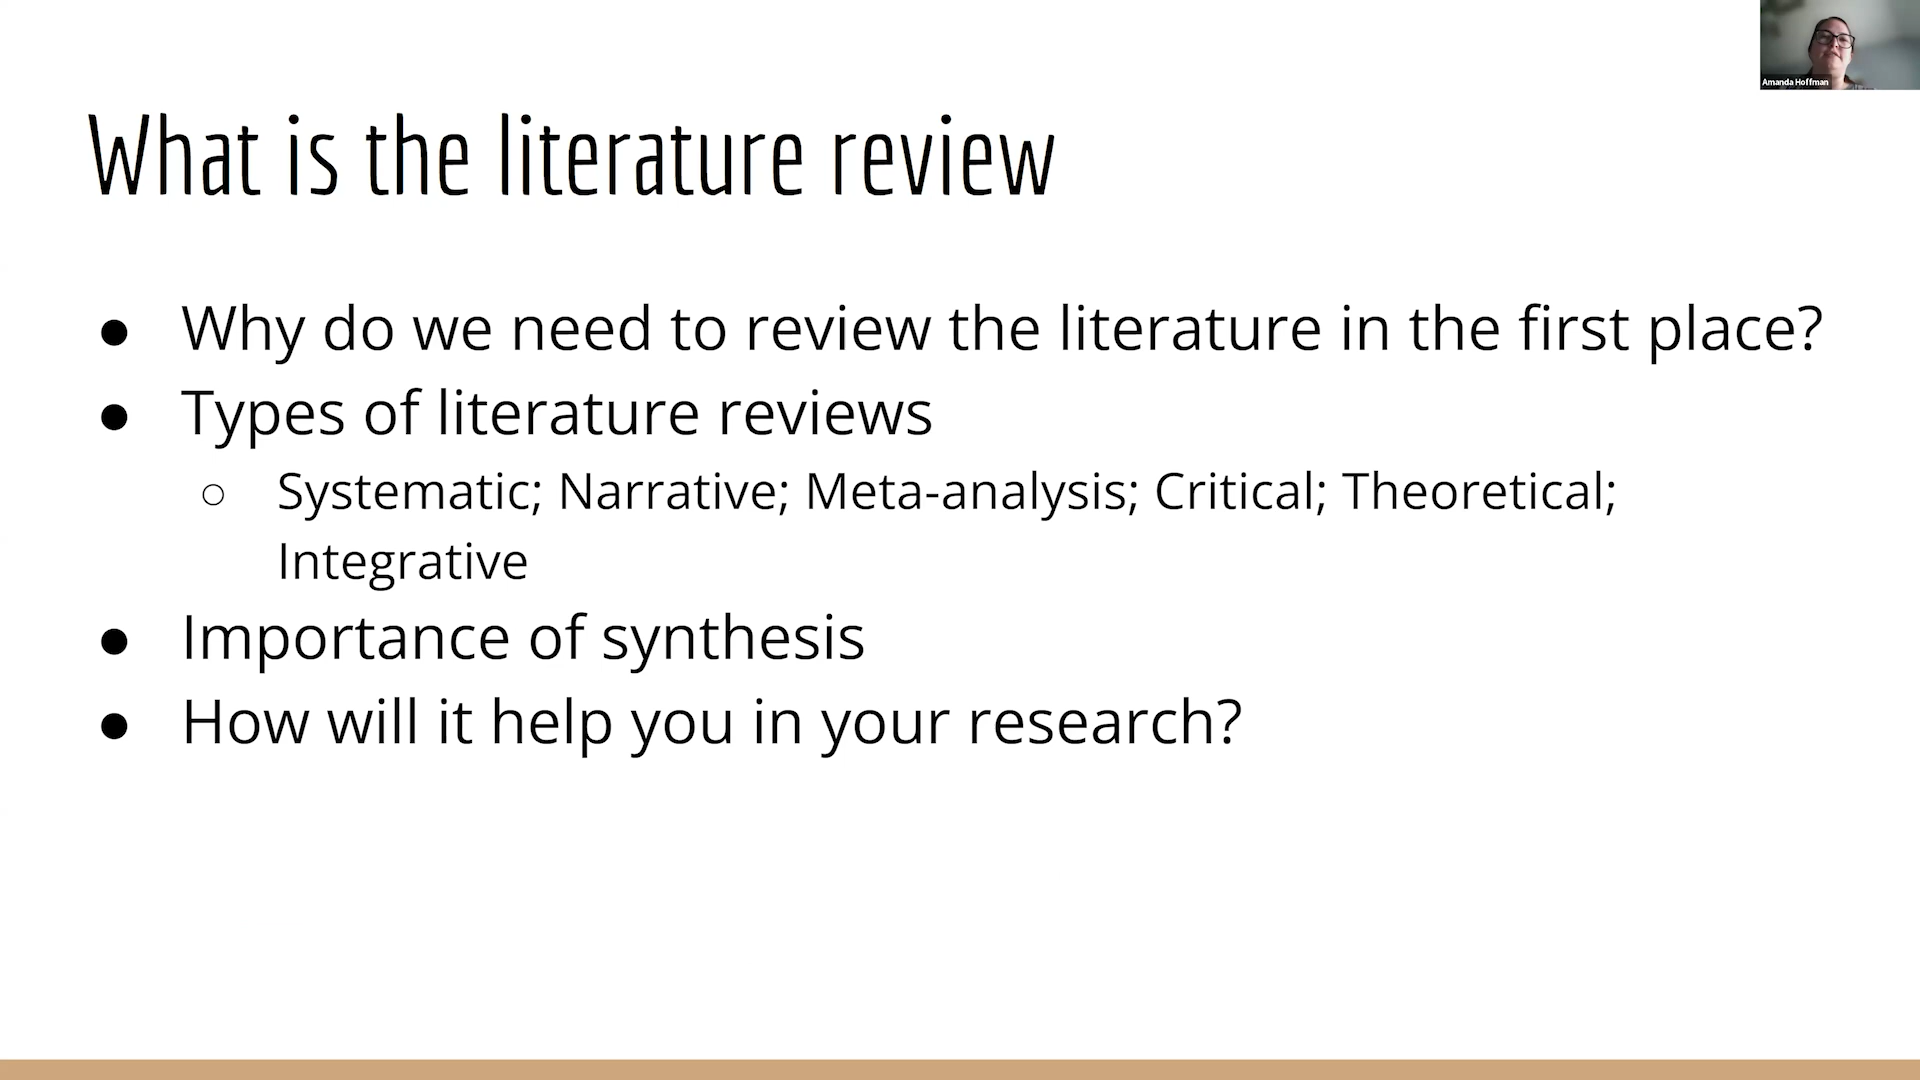 Amanda Hoffman
What is the literature review
● Why do we need to review the literature in the first place?
● Types of literature reviews
○ Systematic; Narrative; Meta-analysis; Critical; Theoretical;
Integrative
● Importance of synthesis
● How will it help you in your research?